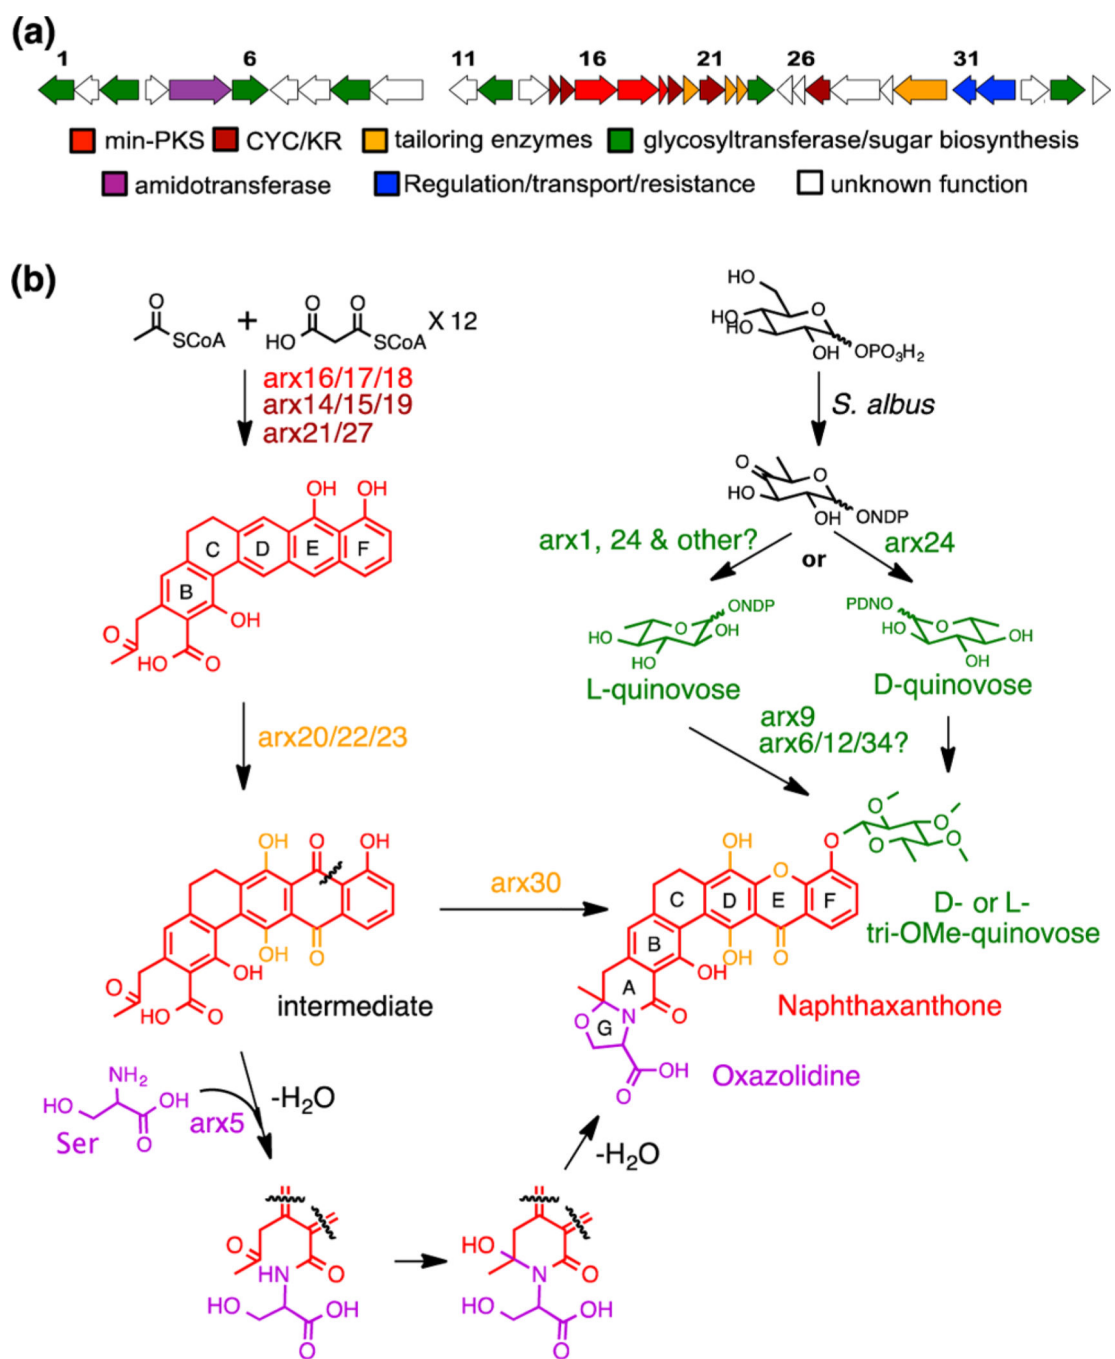 (a)
1 6 11 16 21 26 31
min-PKS CYC/KR tailoring enzymes glycosyltransferase/sugar biosynthesis
amidotransferase Regulation/transport/resistance unknown function
(b)
O
SCoA
+
O O
HO SCoA
X 12
HO
HO
HO
O
OH
OPO₃H₂
arx16/17/18
arx14/15/19
arx21/27
S. albus
O
O
HO
OH
ONDP
OH OH
C D E F
B
OH
O
HO O
arx1, 24 & other?
or
arx24
ONDP
O
HO OH
HO
L-quinovose
PDNO
O
HO
OH
OH
D-quinovose
arx20/22/23
arx9
arx6/12/34?
OH O OH
OH O
OH
O
HO O
intermediate
arx30
O
O
O
O
O
OH
O
C D E F
B
OH O
OH
A
N O
O G
OH
O
D- or L-
tri-OMe-quinovose
Naphthaxanthone
Oxazolidine
NH₂
HO OH
O
Ser
arx5
-H₂O
-H₂O
O
HN O
HO OH
O
HO
N O
HO OH
O